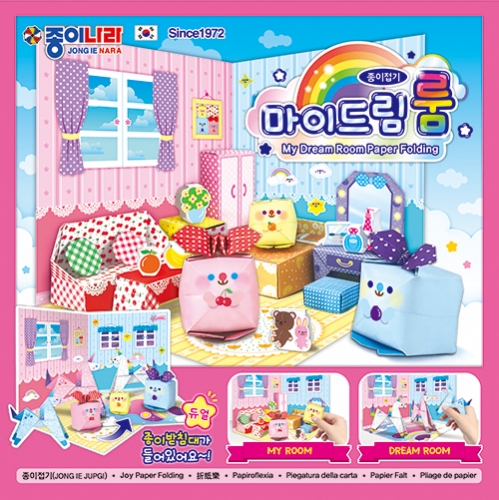 종이나라
JONG IE NARA
Since1972
종이접기
마이드림룸
My Dream Room Paper Folding
듀얼
종이받침대가
들어있어요~!
MY ROOM
DREAM ROOM
종이접기(JONG IE JUPGI) • Joy Paper Folding • 折紙樂 • Papiroflexia • Piegatura della carta • Papier Falt • Pliage de papier